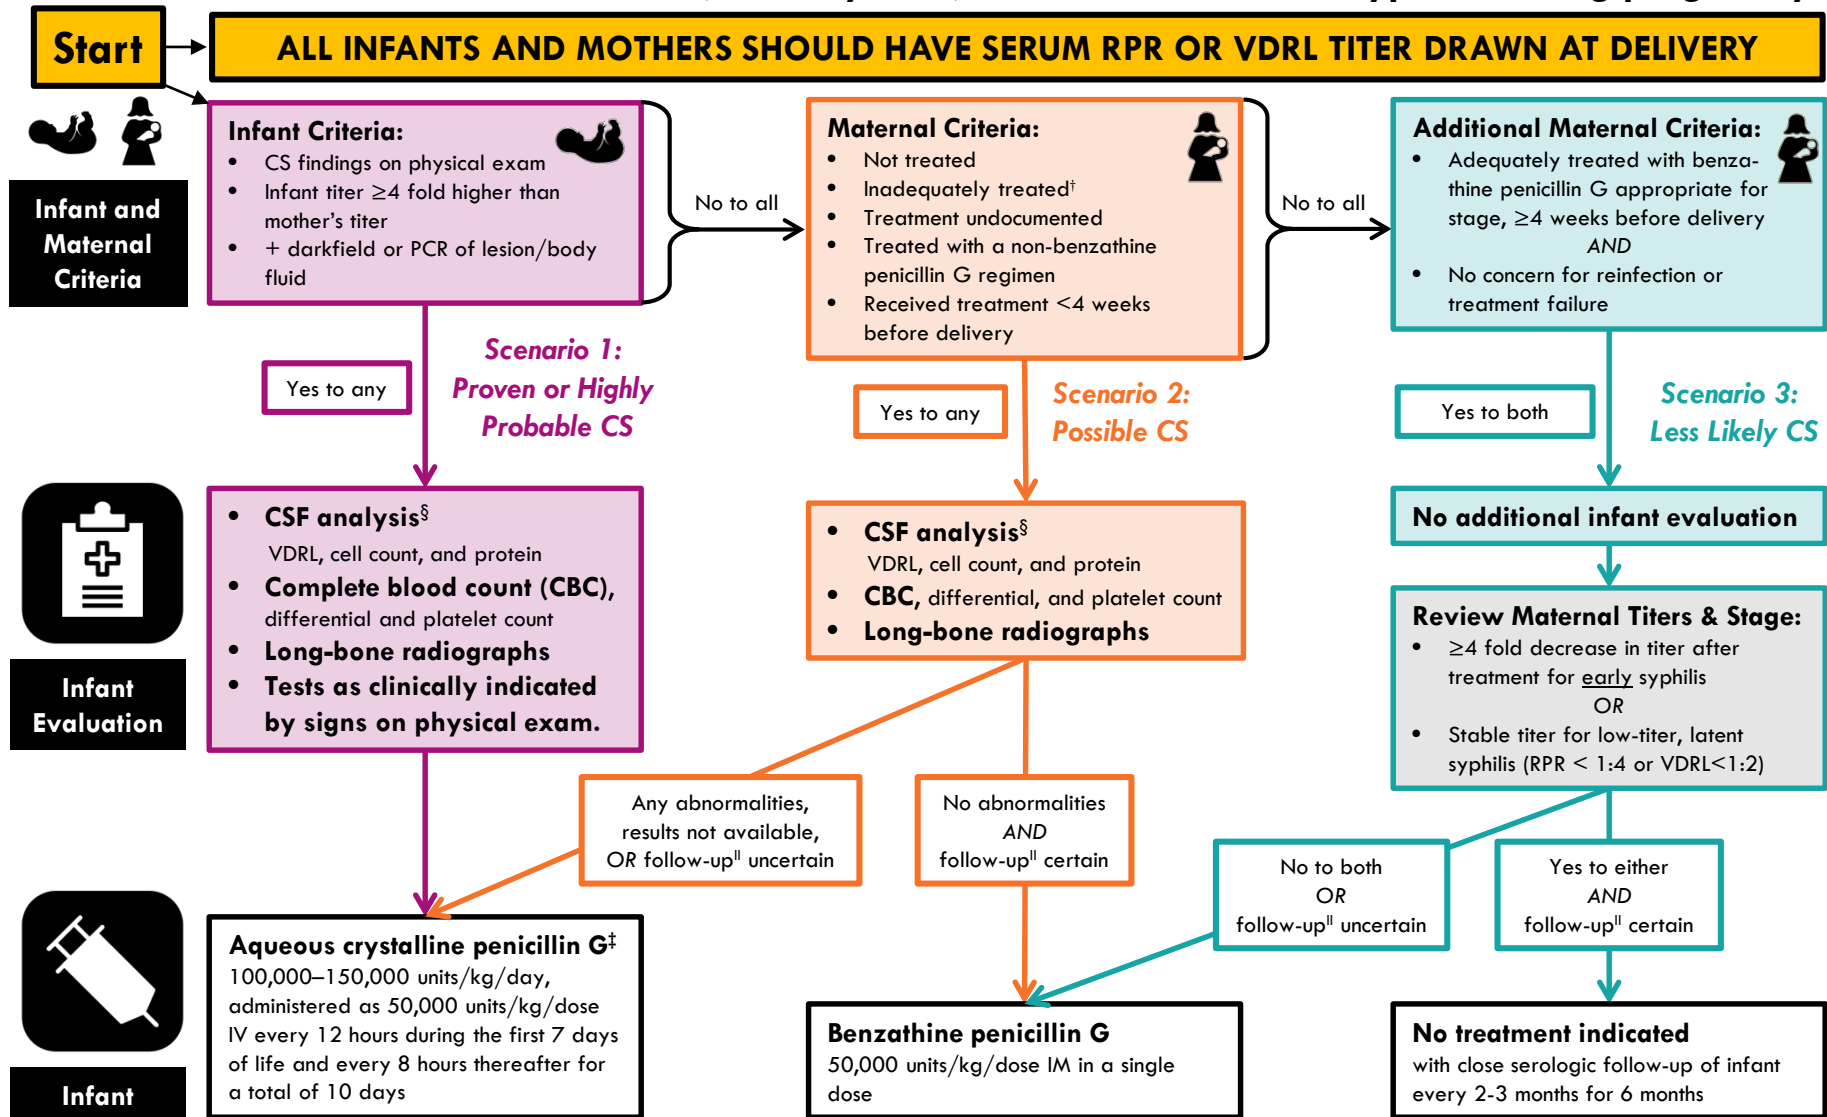 Start
ALL INFANTS AND MOTHERS SHOULD HAVE SERUM RPR OR VDRL TITER DRAWN AT DELIVERY
Infant and
Maternal
Criteria
Infant Criteria:
• CS findings on physical exam
• Infant titer ≥4 fold higher than
mother's titer
• + darkfield or PCR of lesion/body
fluid
No to all
Maternal Criteria:
• Not treated
• Inadequately treated†
• Treatment undocumented
• Treated with a non-benzathine
penicillin G regimen
• Received treatment <4 weeks
before delivery
No to all
Additional Maternal Criteria:
• Adequately treated with benza-
thine penicillin G appropriate for
stage, ≥4 weeks before delivery
AND
• No concern for reinfection or
treatment failure
Yes to any
Scenario 1:
Proven or Highly
Probable CS
Yes to any
Scenario 2:
Possible CS
Yes to both
Scenario 3:
Less Likely CS
Infant
Evaluation
• CSF analysis§
VDRL, cell count, and protein
• Complete blood count (CBC),
differential and platelet count
• Long-bone radiographs
• Tests as clinically indicated
by signs on physical exam.
• CSF analysis§
VDRL, cell count, and protein
• CBC, differential, and platelet count
• Long-bone radiographs
No additional infant evaluation
Review Maternal Titers & Stage:
• ≥4 fold decrease in titer after
treatment for early syphilis
OR
• Stable titer for low-titer, latent
syphilis (RPR < 1:4 or VDRL<1:2)
Any abnormalities,
results not available,
OR follow-up|| uncertain
No abnormalities
AND
follow-up|| certain
No to both
OR
follow-up|| uncertain
Yes to either
AND
follow-up|| certain
Infant
Aqueous crystalline penicillin G‡
100,000–150,000 units/kg/day,
administered as 50,000 units/kg/dose
IV every 12 hours during the first 7 days
of life and every 8 hours thereafter for
a total of 10 days
Benzathine penicillin G
50,000 units/kg/dose IM in a single
dose
No treatment indicated
with close serologic follow-up of infant
every 2-3 months for 6 months